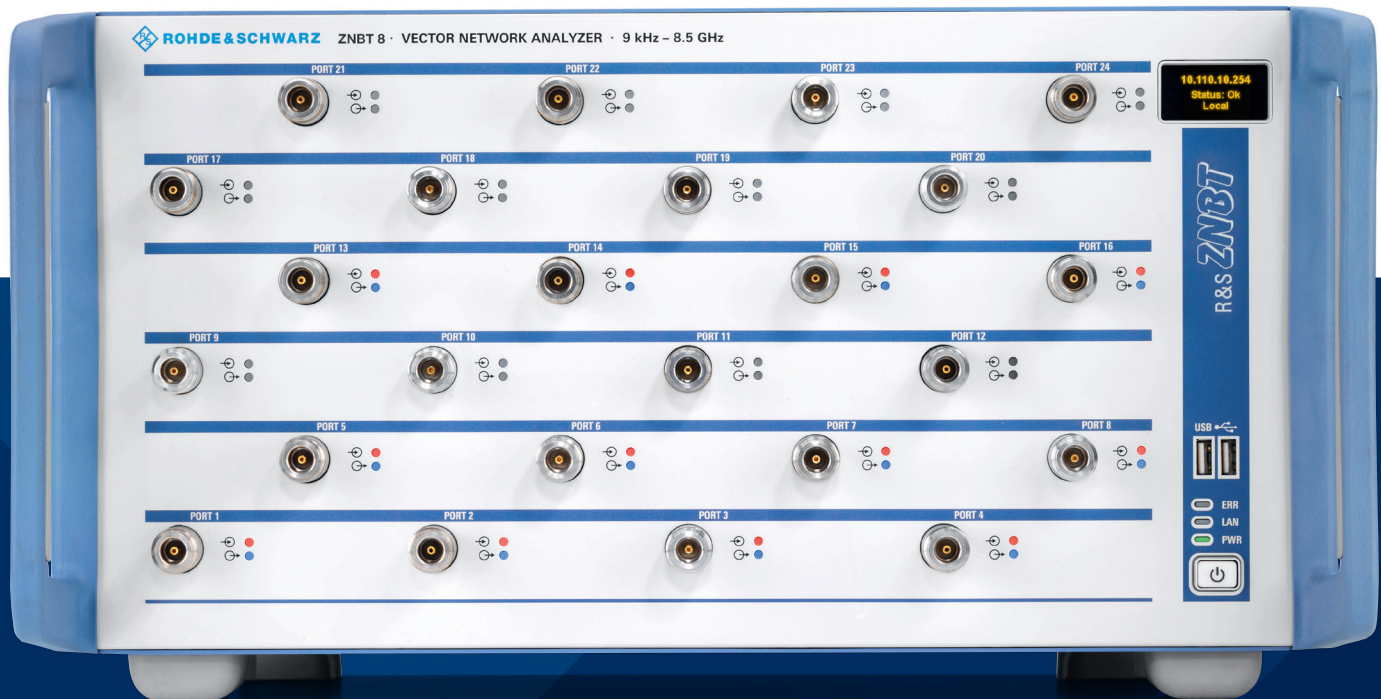 R&S ROHDE&SCHWARZ ZNBT 8 · VECTOR NETWORK ANALYZER · 9 kHz – 8.5 GHz
PORT 21 PORT 22 PORT 23 PORT 24
10.110.10.254
Status: Ok
Local
PORT 17 PORT 18 PORT 19 PORT 20
R&S ZNBT
PORT 13 PORT 14 PORT 15 PORT 16
PORT 9 PORT 10 PORT 11 PORT 12
PORT 5 PORT 6 PORT 7 PORT 8
USB
ERR
LAN
PWR
PORT 1 PORT 2 PORT 3 PORT 4